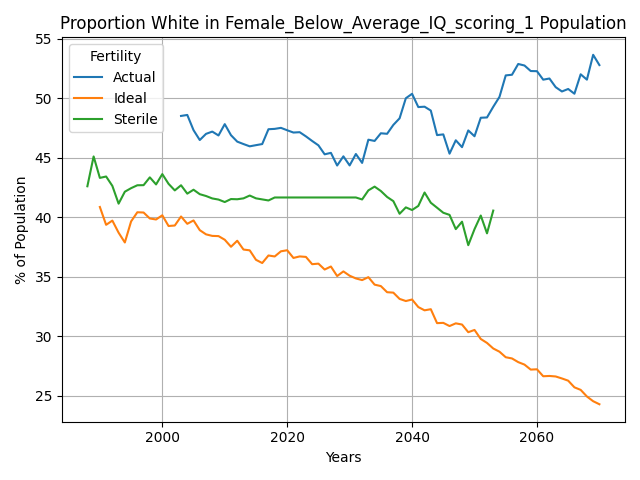 Proportion White in Female_Below_Average_IQ_scoring_1 Population
Fertility
Actual
Ideal
Sterile
% of Population
55
50
45
40
35
30
25
2000 2020 2040 2060
Years